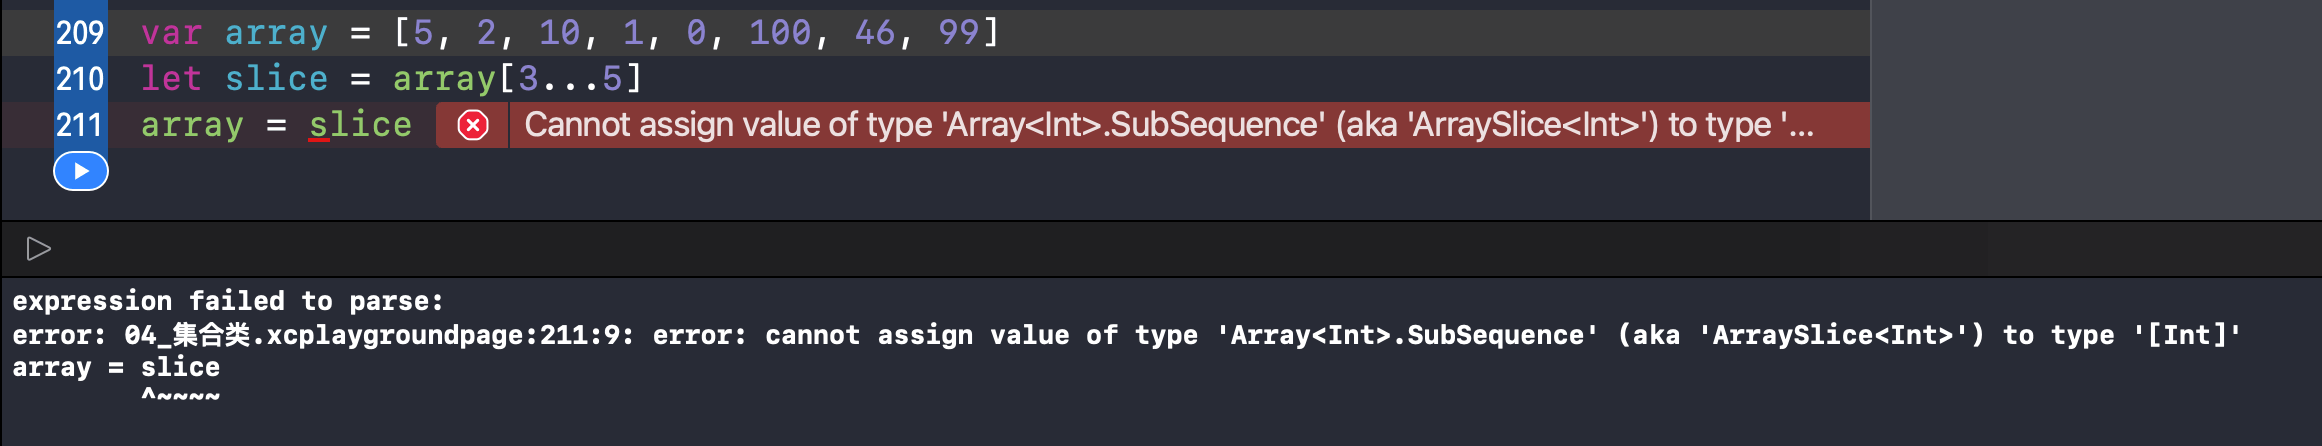 209 var array = [5, 2, 10, 1, 0, 100, 46, 99]
210 let slice = array[3...5]
211 array = slice Cannot assign value of type 'Array<Int>.SubSequence' (aka 'ArraySlice<Int>') to type '...
expression failed to parse:
error: 04_集合类.xcplaygroundpage:211:9: error: cannot assign value of type 'Array<Int>.SubSequence' (aka 'ArraySlice<Int>') to type '[Int]'
array = slice
^~~~~